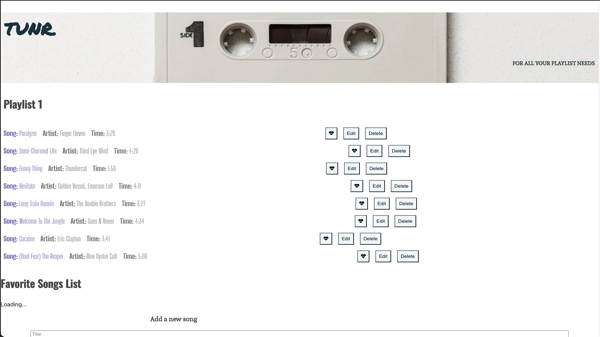 TUNR.
SIDE 1
50
FOR ALL YOUR PLAYLIST NEEDS
Playlist 1
Song: Paralyzer Artist: Finger Eleven Time: 3:28 Edit Delete
Song: Semi-Charmed Life Artist: Third Eye Blind Time: 4:28 Edit Delete
Song: Funny Thing Artist: Thundercat Time: 1:56 Edit Delete
Song: Hesitate Artist: Golden Vessel, Emerson Leif Time: 4:11 Edit Delete
Song: Long Train Runnin Artist: The Doobie Brothers Time: 3:27 Edit Delete
Song: Welcome To The Jungle Artist: Guns N Roses Time: 4:34 Edit Delete
Song: Cocaine Artist: Eric Clapton Time: 3:41 Edit Delete
Song: (Dont Fear) The Reaper Artist: Blue Oyster Cult Time: 5:08 Edit Delete
Favorite Songs List
Loading...
Add a new song
Title